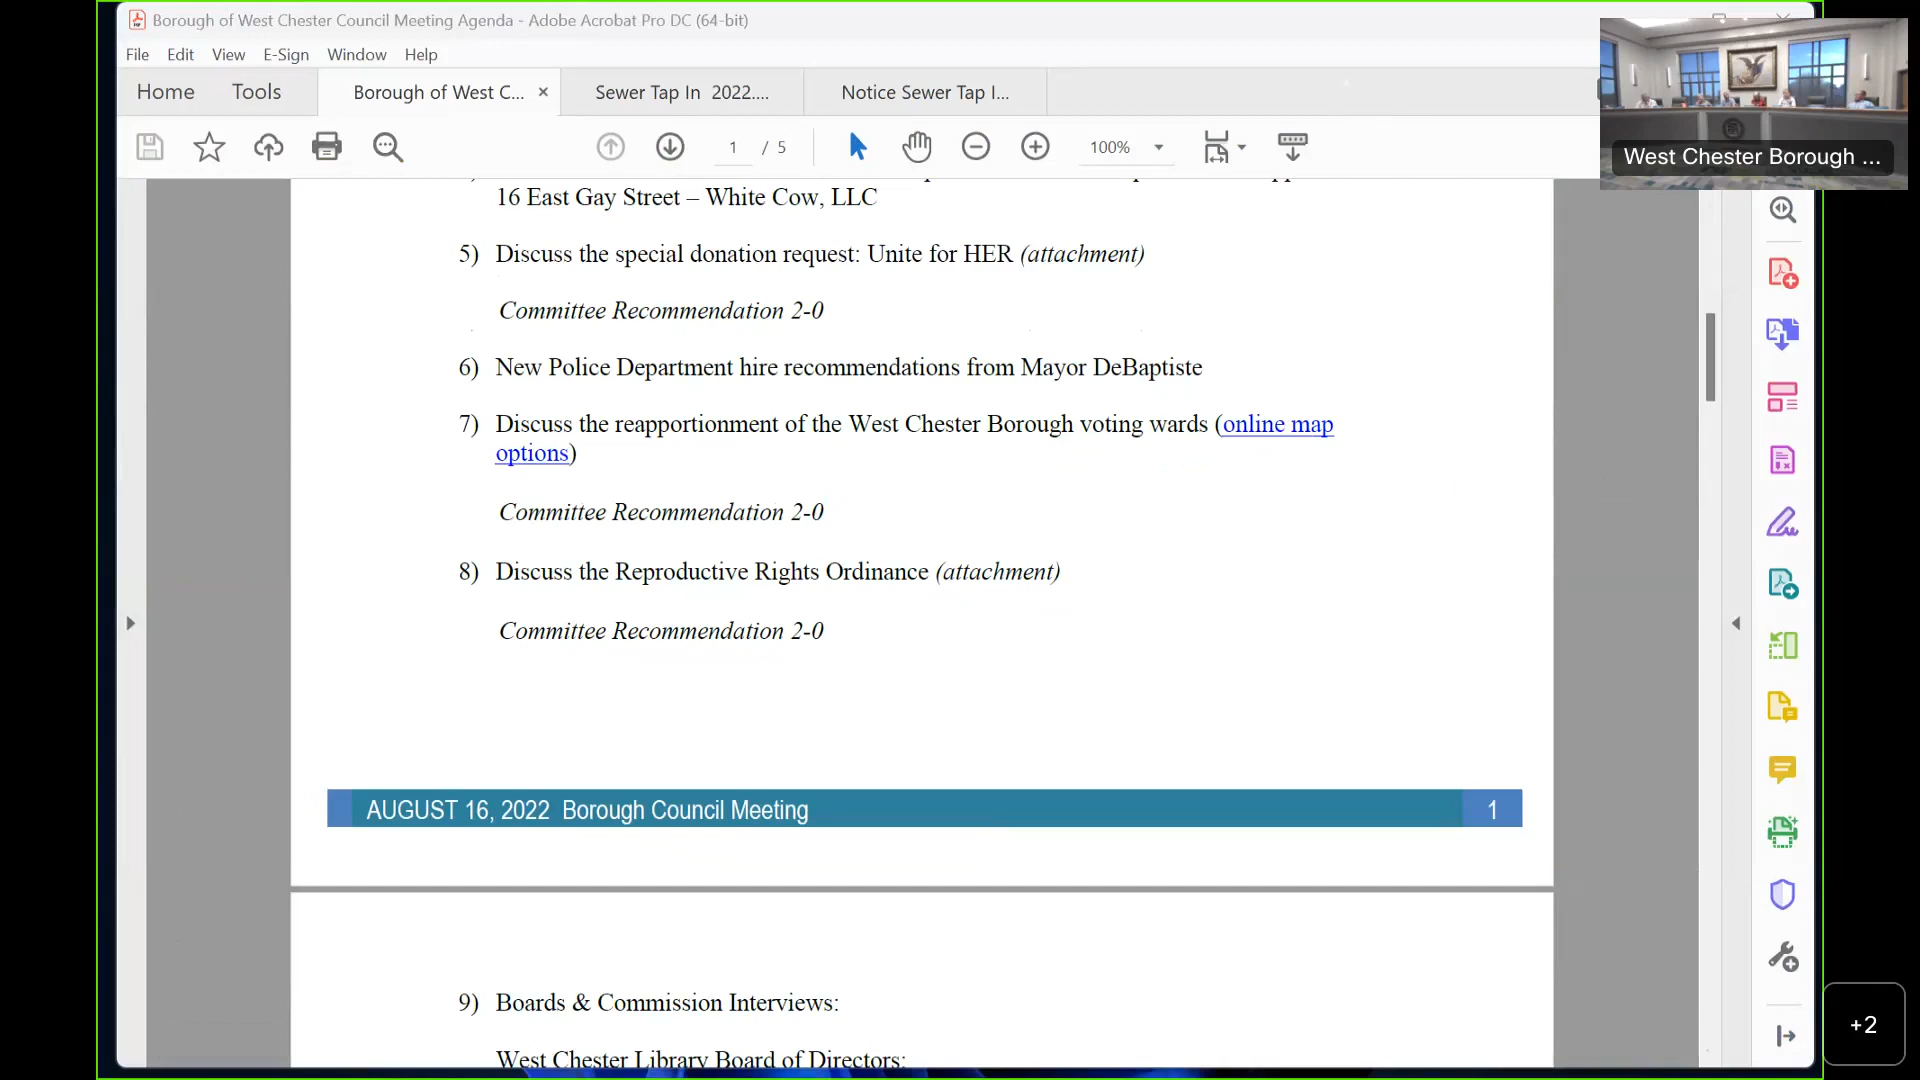 Borough of West Chester Council Meeting Agenda - Adobe Acrobat Pro DC (64-bit)
File Edit View E-Sign Window Help
Home Tools Borough of West C... × Sewer Tap In 2022.... Notice Sewer Tap I...
1 / 5 100%
West Chester Borough ...
16 East Gay Street – White Cow, LLC
5) Discuss the special donation request: Unite for HER (attachment)
Committee Recommendation 2-0
6) New Police Department hire recommendations from Mayor DeBaptiste
7) Discuss the reapportionment of the West Chester Borough voting wards (online map
options)
Committee Recommendation 2-0
8) Discuss the Reproductive Rights Ordinance (attachment)
Committee Recommendation 2-0
AUGUST 16, 2022 Borough Council Meeting 1
9) Boards & Commission Interviews:
West Chester Library Board of Directors:
+2